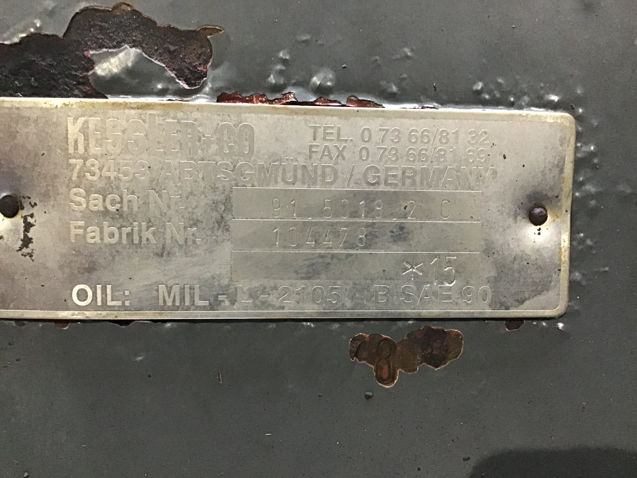 KESSLER+CO
TEL. 0 73 66/81 32
FAX 0 73 66/81 69
73453 ABTSGMÜND / GERMANY
Sach Nr. 91.5018.2 C
Fabrik Nr. 104478
*15
OIL: MIL - L - 2105 B SAE 90